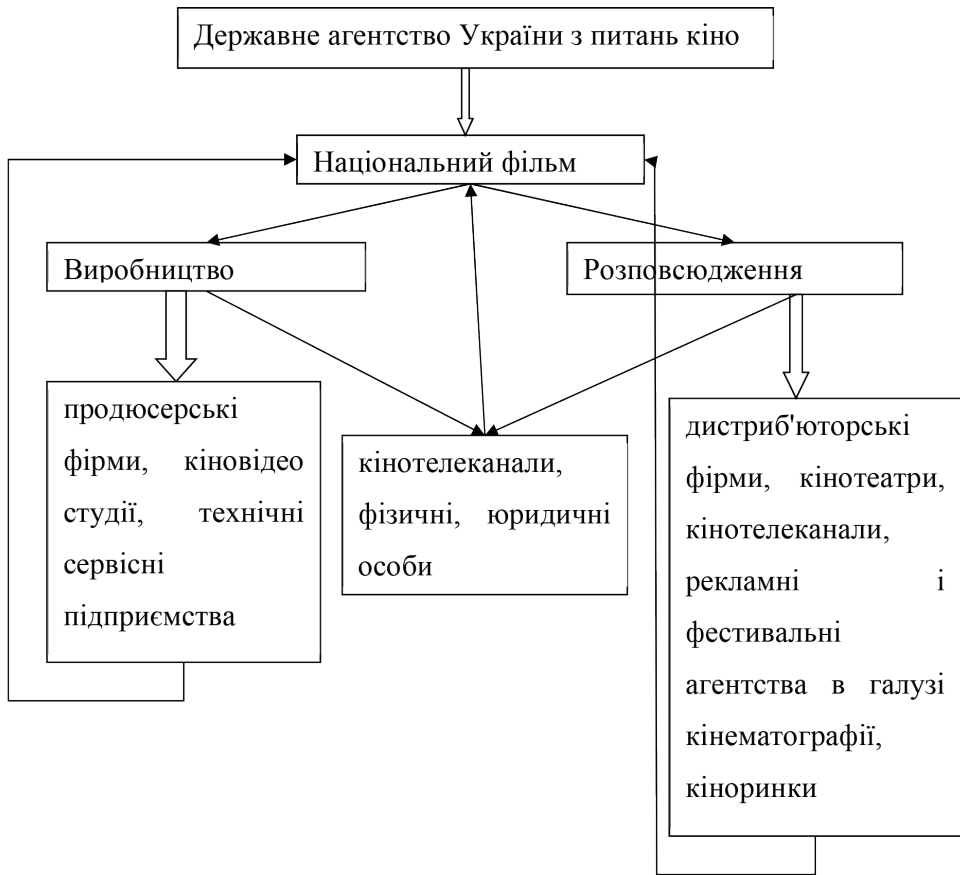 Державне агентство України з питань кіно
Національний фільм
Виробництво
Розповсюдження
продюсерські
фірми, кіновідео
студії, технічні
сервісні
підприємства
кінотелеканали,
фізичні, юридичні
особи
дистриб'юторські
фірми, кінотеатри,
кінотелеканали,
рекламні і
фестивальні
агентства в галузі
кінематографії,
кіноринки